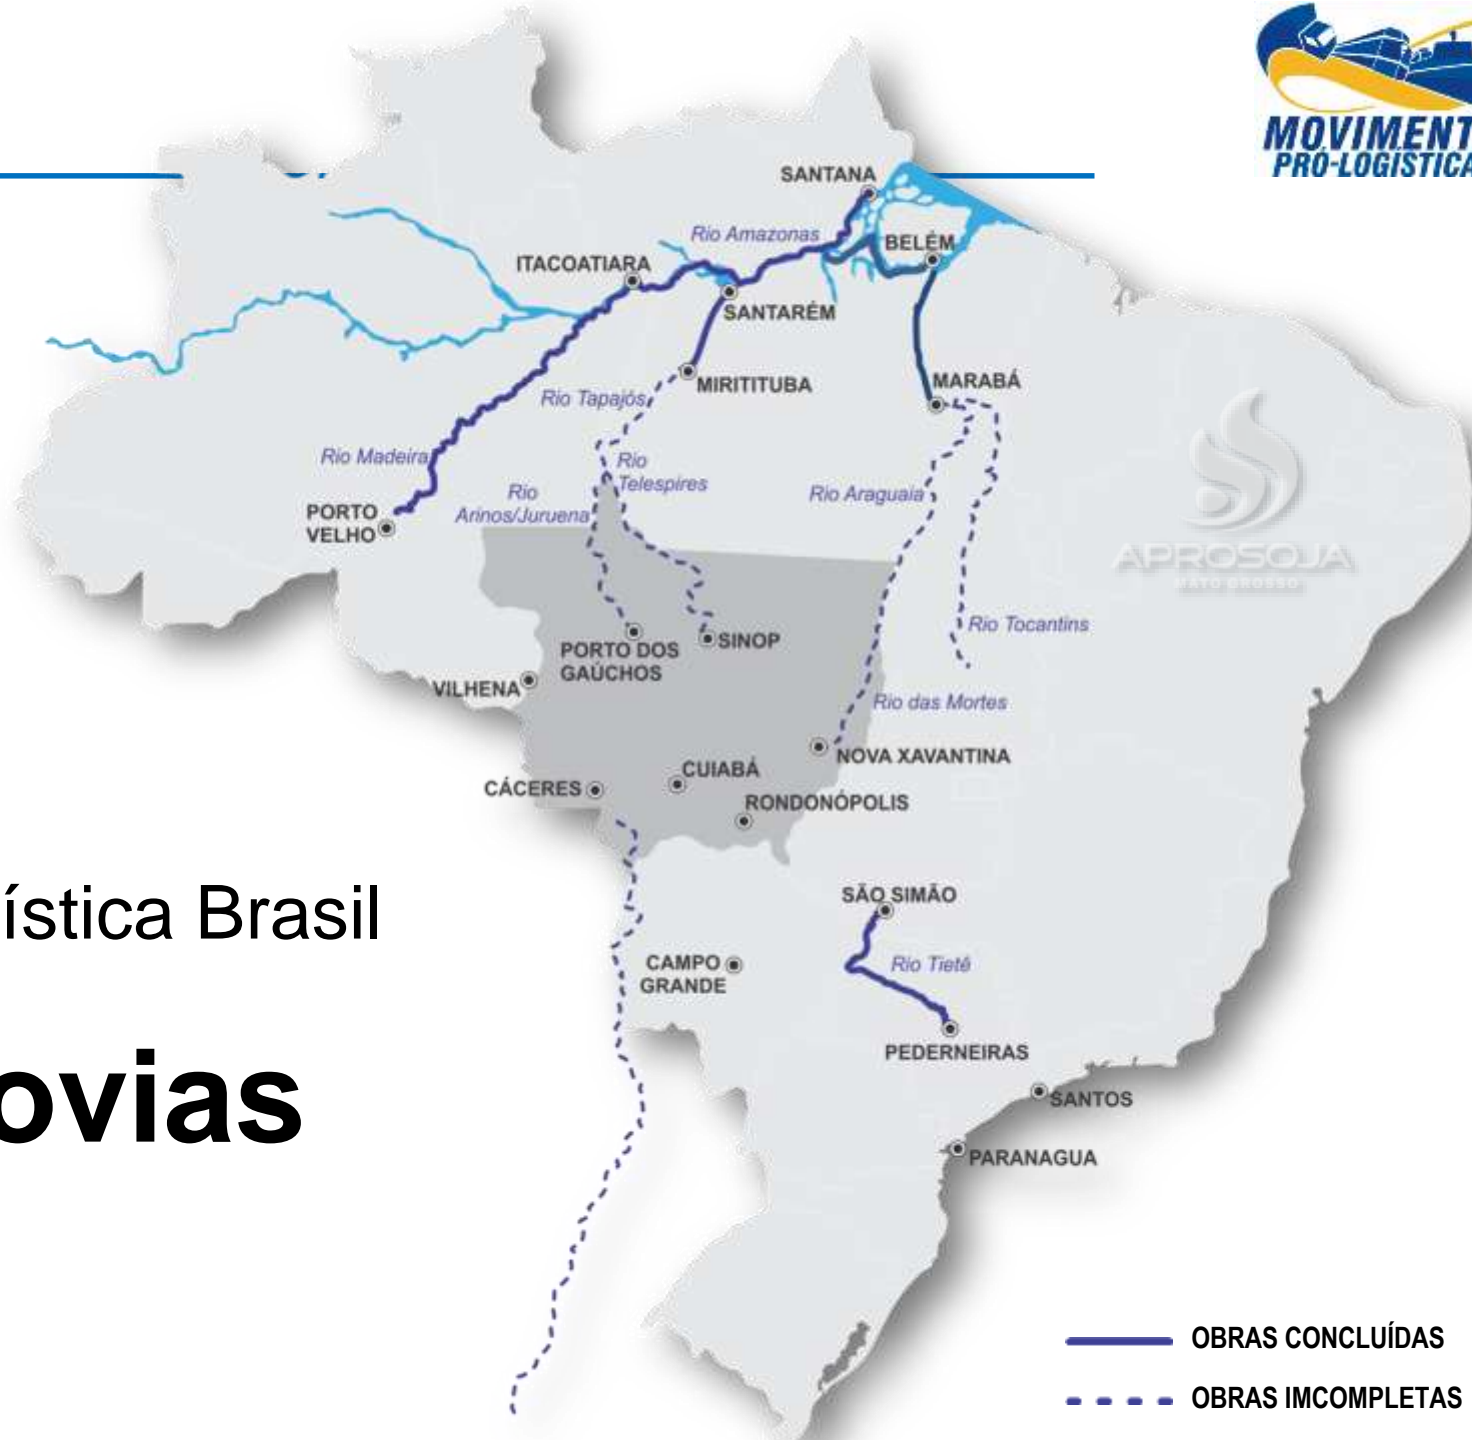 MOVIMENT
PRÓ-LOGÍSTICA
SANTANA
Rio Amazonas
BELÉM
ITACOATIARA
SANTARÉM
MIRITITUBA
MARABÁ
Rio Tapajós
Rio Madeira
Rio
Telespires
Rio
Arinos/Juruena
Rio Araguaia
PORTO
VELHO
APROSOJA
MATO GROSSO
Rio Tocantins
PORTO DOS
GAÚCHOS
SINOP
VILHENA
Rio das Mortes
NOVA XAVANTINA
CUIABÁ
CÁCERES
RONDONÓPOLIS
SÃO SIMÃO
ística Brasil
CAMPO
GRANDE
Rio Tietê
PEDERNEIRAS
ovias
SANTOS
PARANAGUA
OBRAS CONCLUÍDAS
OBRAS IMCOMPLETAS